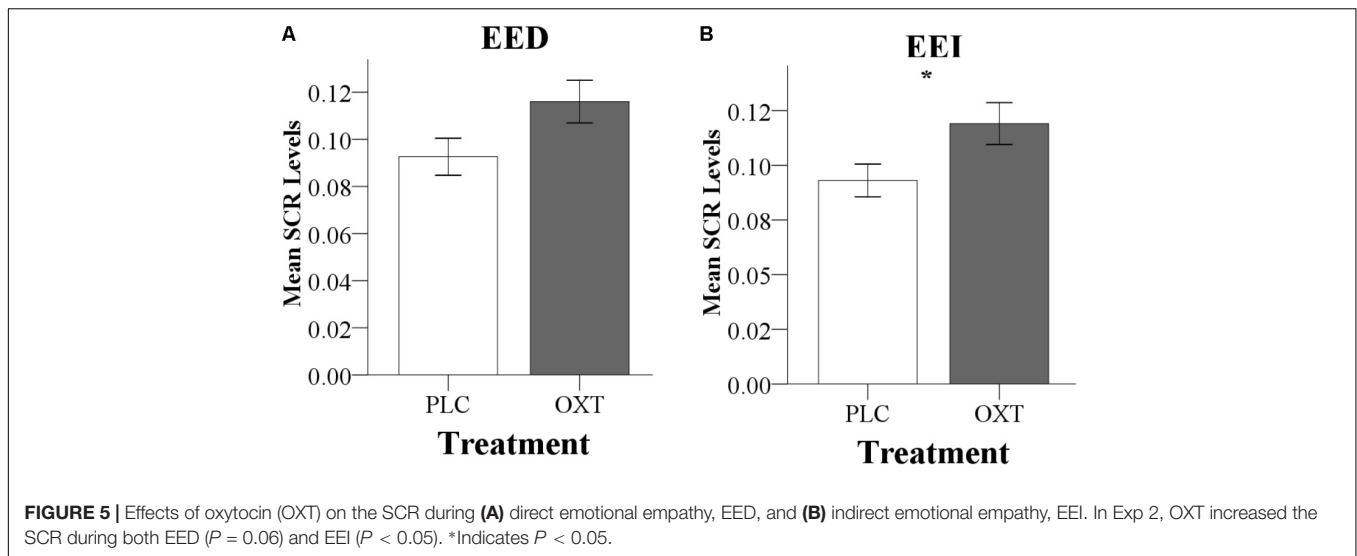 A
EED
Mean SCR Levels
0.12
0.10
0.08
0.06
0.04
0.02
0.00
PLC OXT
Treatment
B
EEI
*
Mean SCR Levels
0.12
0.10
0.08
0.05
0.02
0.00
PLC OXT
Treatment
FIGURE 5 | Effects of oxytocin (OXT) on the SCR during (A) direct emotional empathy, EED, and (B) indirect emotional empathy, EEI. In Exp 2, OXT increased the
SCR during both EED (P = 0.06) and EEI (P < 0.05). *Indicates P < 0.05.